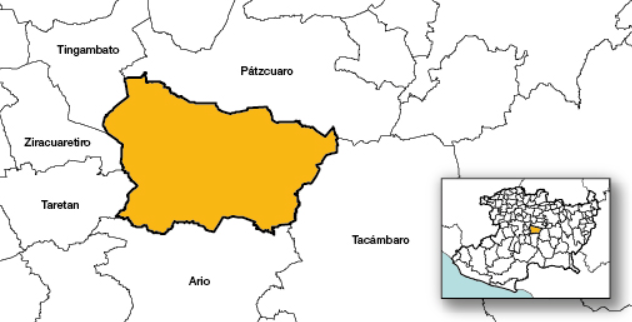 Tingambato
Pátzcuaro
Ziracuaretiro
Taretan
Tacámbaro
Ario